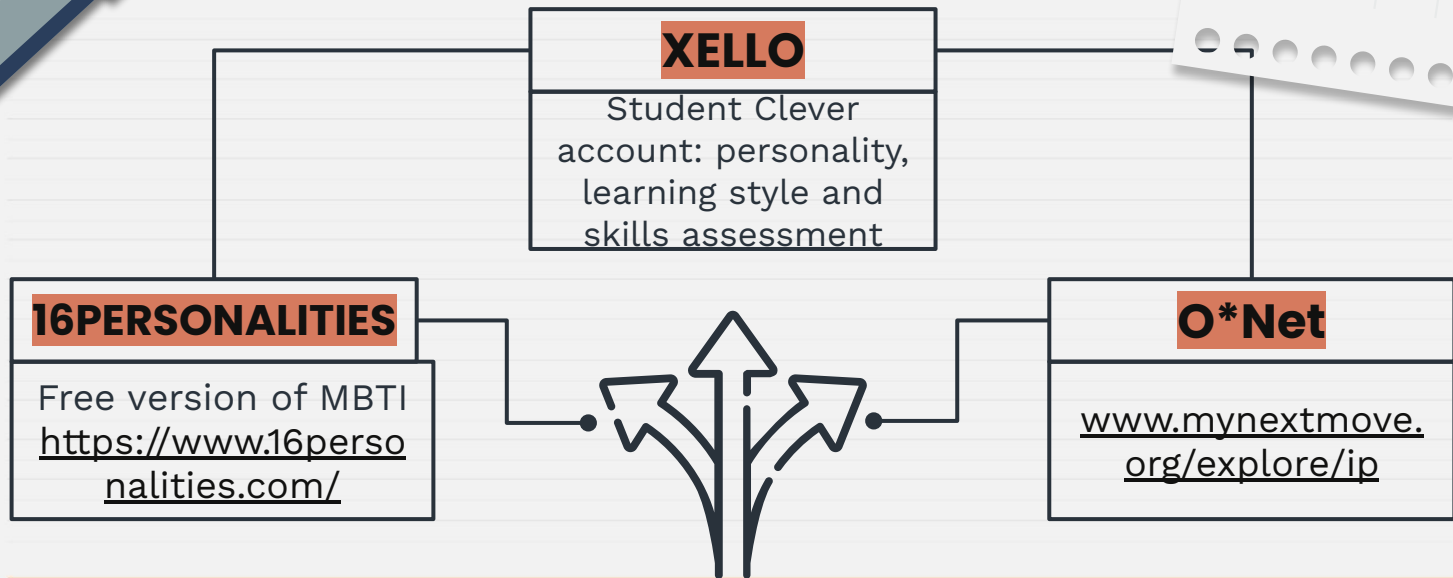 XELLO
Student Clever
account: personality,
learning style and
skills assessment
16PERSONALITIES
Free version of MBTI
https://www.16perso
nalities.com/
O*Net
www.mynextmove.
org/explore/ip